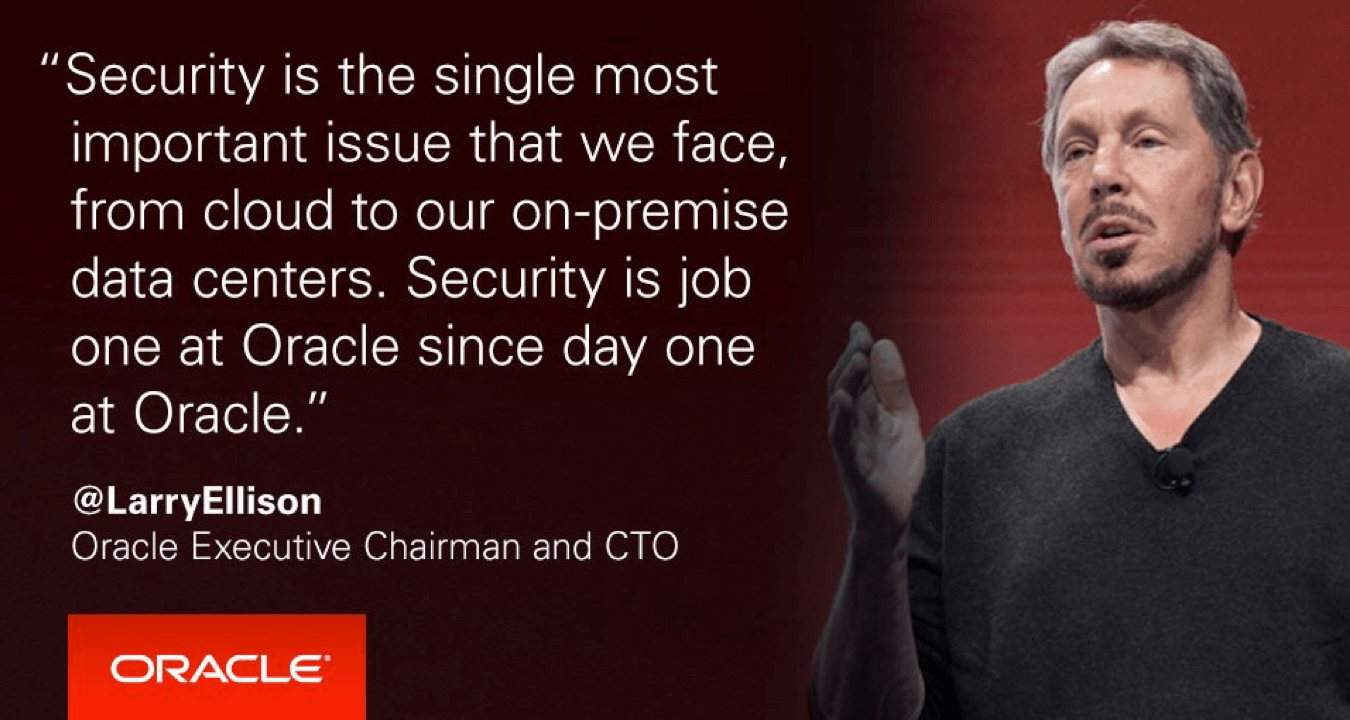 “Security is the single most
important issue that we face,
from cloud to our on-premise
data centers. Security is job
one at Oracle since day one
at Oracle.”
@LarryEllison
Oracle Executive Chairman and CTO
ORACLE®